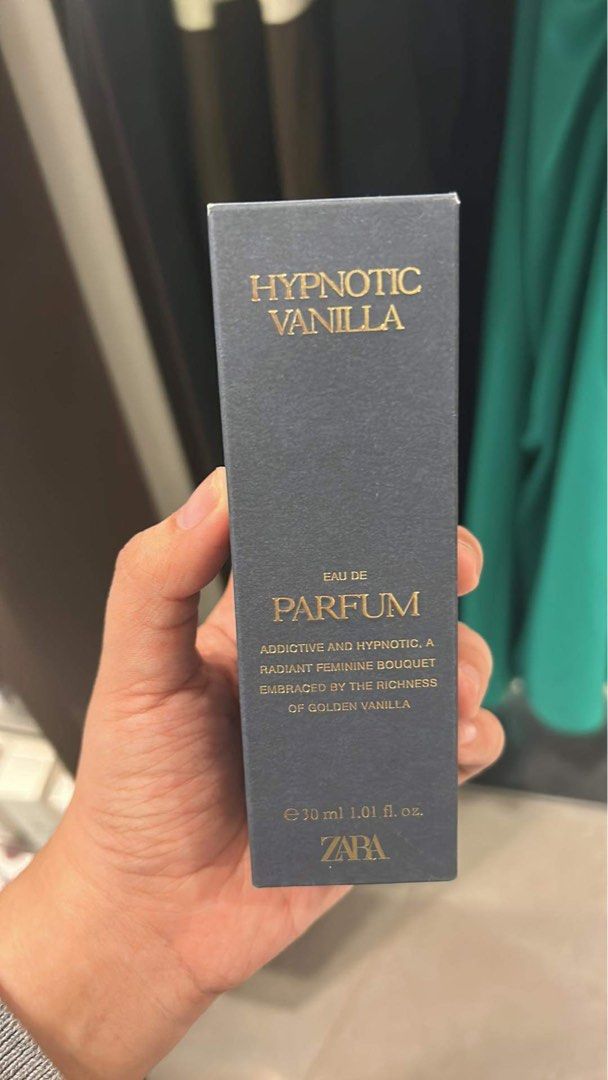 HYPNOTIC
VANILLA
EAU DE
PARFUM
ADDICTIVE AND HYPNOTIC, A
RADIANT FEMININE BOUQUET
EMBRACED BY THE RICHNESS
OF GOLDEN VANILLA
℮30 ml 1.01 fl. oz.
ZARA